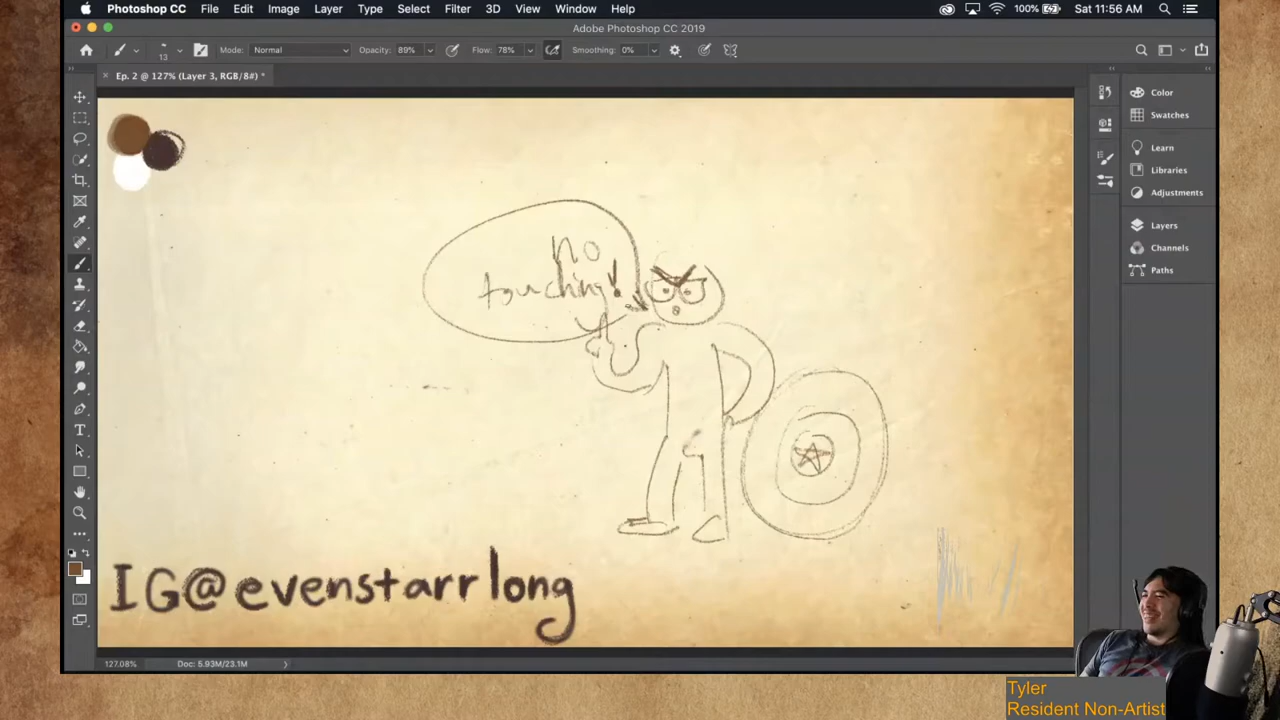 Photoshop CC File Edit Image Layer Type Select Filter 3D View Window Help 100% Sat 11:56 AM
Adobe Photoshop CC 2019
13 Mode: Normal Opacity: 89% Flow: 78% Smoothing: 0%
Ep. 2 @ 127% (Layer 3, RGB/8#) *
Color
Swatches
Learn
Libraries
Adjustments
Layers
Channels
Paths
no
touching!
IG@evenstarrlong
127.08% Doc: 5.93M/23.1M
Tyler
Resident Non-Artist